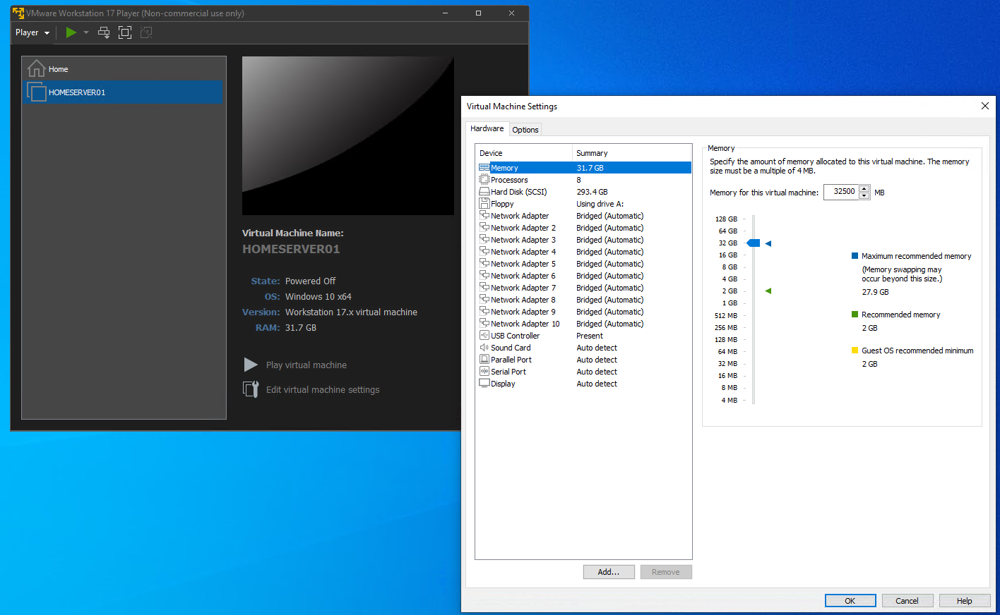 VMware Workstation 17 Player (Non-commercial use only)
Player
Home
HOMESERVER01
Virtual Machine Name:
HOMESERVER01
State: Powered Off
OS: Windows 10 x64
Version: Workstation 17.x virtual machine
RAM: 31.7 GB
Play virtual machine
Edit virtual machine settings
Virtual Machine Settings
Hardware
Options
Device Summary
Memory 31.7 GB
Processors 8
Hard Disk (SCSI) 293.4 GB
Floppy Using drive A:
Network Adapter Bridged (Automatic)
Network Adapter 2 Bridged (Automatic)
Network Adapter 3 Bridged (Automatic)
Network Adapter 4 Bridged (Automatic)
Network Adapter 5 Bridged (Automatic)
Network Adapter 6 Bridged (Automatic)
Network Adapter 7 Bridged (Automatic)
Network Adapter 8 Bridged (Automatic)
Network Adapter 9 Bridged (Automatic)
Network Adapter 10 Bridged (Automatic)
USB Controller Present
Sound Card Auto detect
Parallel Port Auto detect
Serial Port Auto detect
Display Auto detect
Add...
Remove
Memory
Specify the amount of memory allocated to this virtual machine. The memory
size must be a multiple of 4 MB.
Memory for this virtual machine: 32500 MB
128 GB
64 GB
32 GB
16 GB
8 GB
4 GB
2 GB
1 GB
512 MB
256 MB
128 MB
64 MB
32 MB
16 MB
8 MB
4 MB
Maximum recommended memory
(Memory swapping may
occur beyond this size.)
27.9 GB
Recommended memory
2 GB
Guest OS recommended minimum
2 GB
OK
Cancel
Help